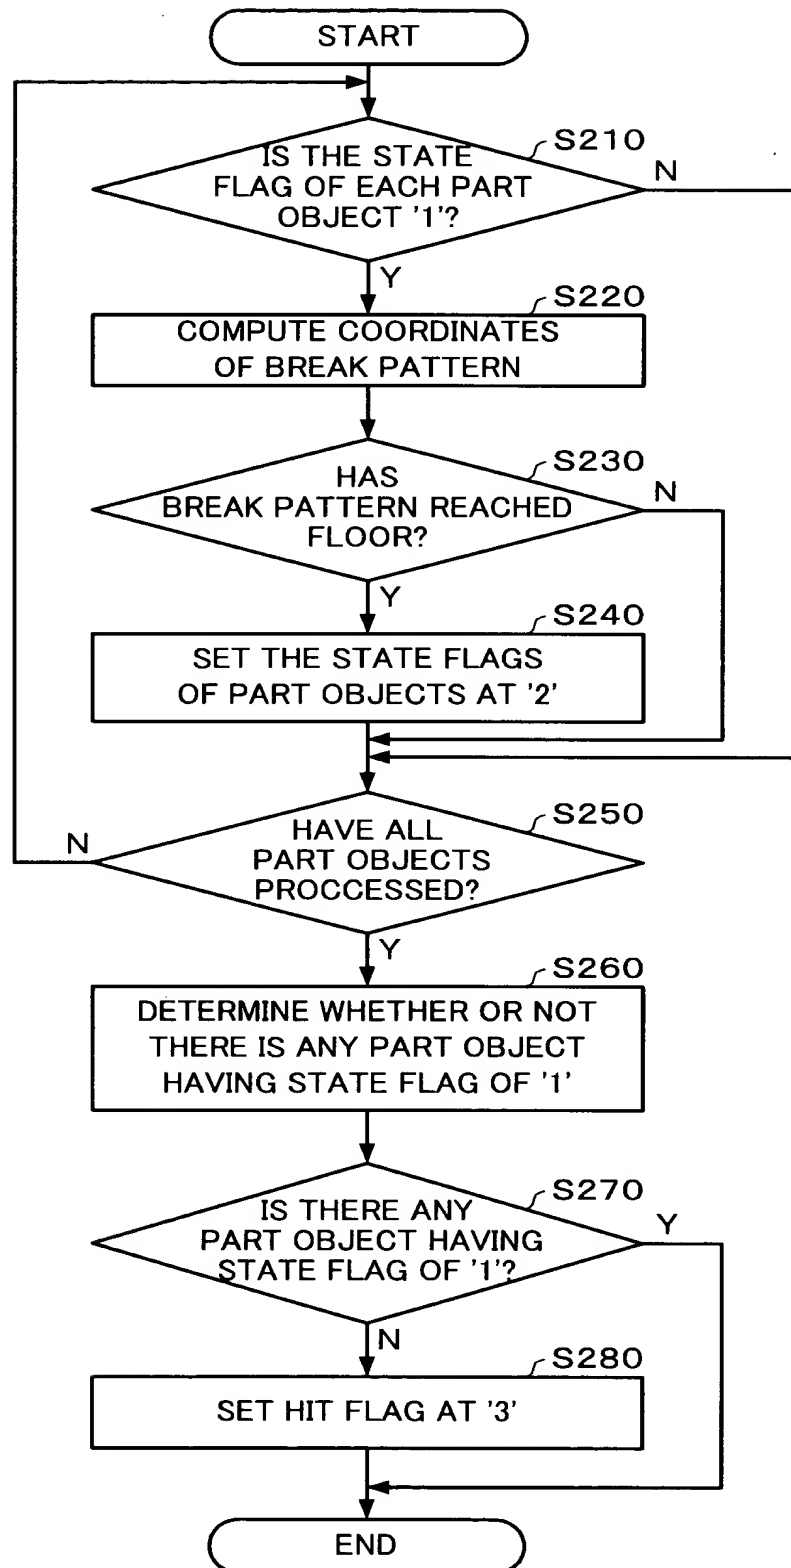 START
S210
IS THE STATE
FLAG OF EACH PART
OBJECT '1'?
N
Y
S220
COMPUTE COORDINATES
OF BREAK PATTERN
S230
HAS
BREAK PATTERN REACHED
FLOOR?
N
Y
S240
SET THE STATE FLAGS
OF PART OBJECTS AT '2'
S250
HAVE ALL
PART OBJECTS
PROCCESSED?
N
Y
S260
DETERMINE WHETHER OR NOT
THERE IS ANY PART OBJECT
HAVING STATE FLAG OF '1'
S270
IS THERE ANY
PART OBJECT HAVING
STATE FLAG OF '1'?
Y
N
S280
SET HIT FLAG AT '3'
END